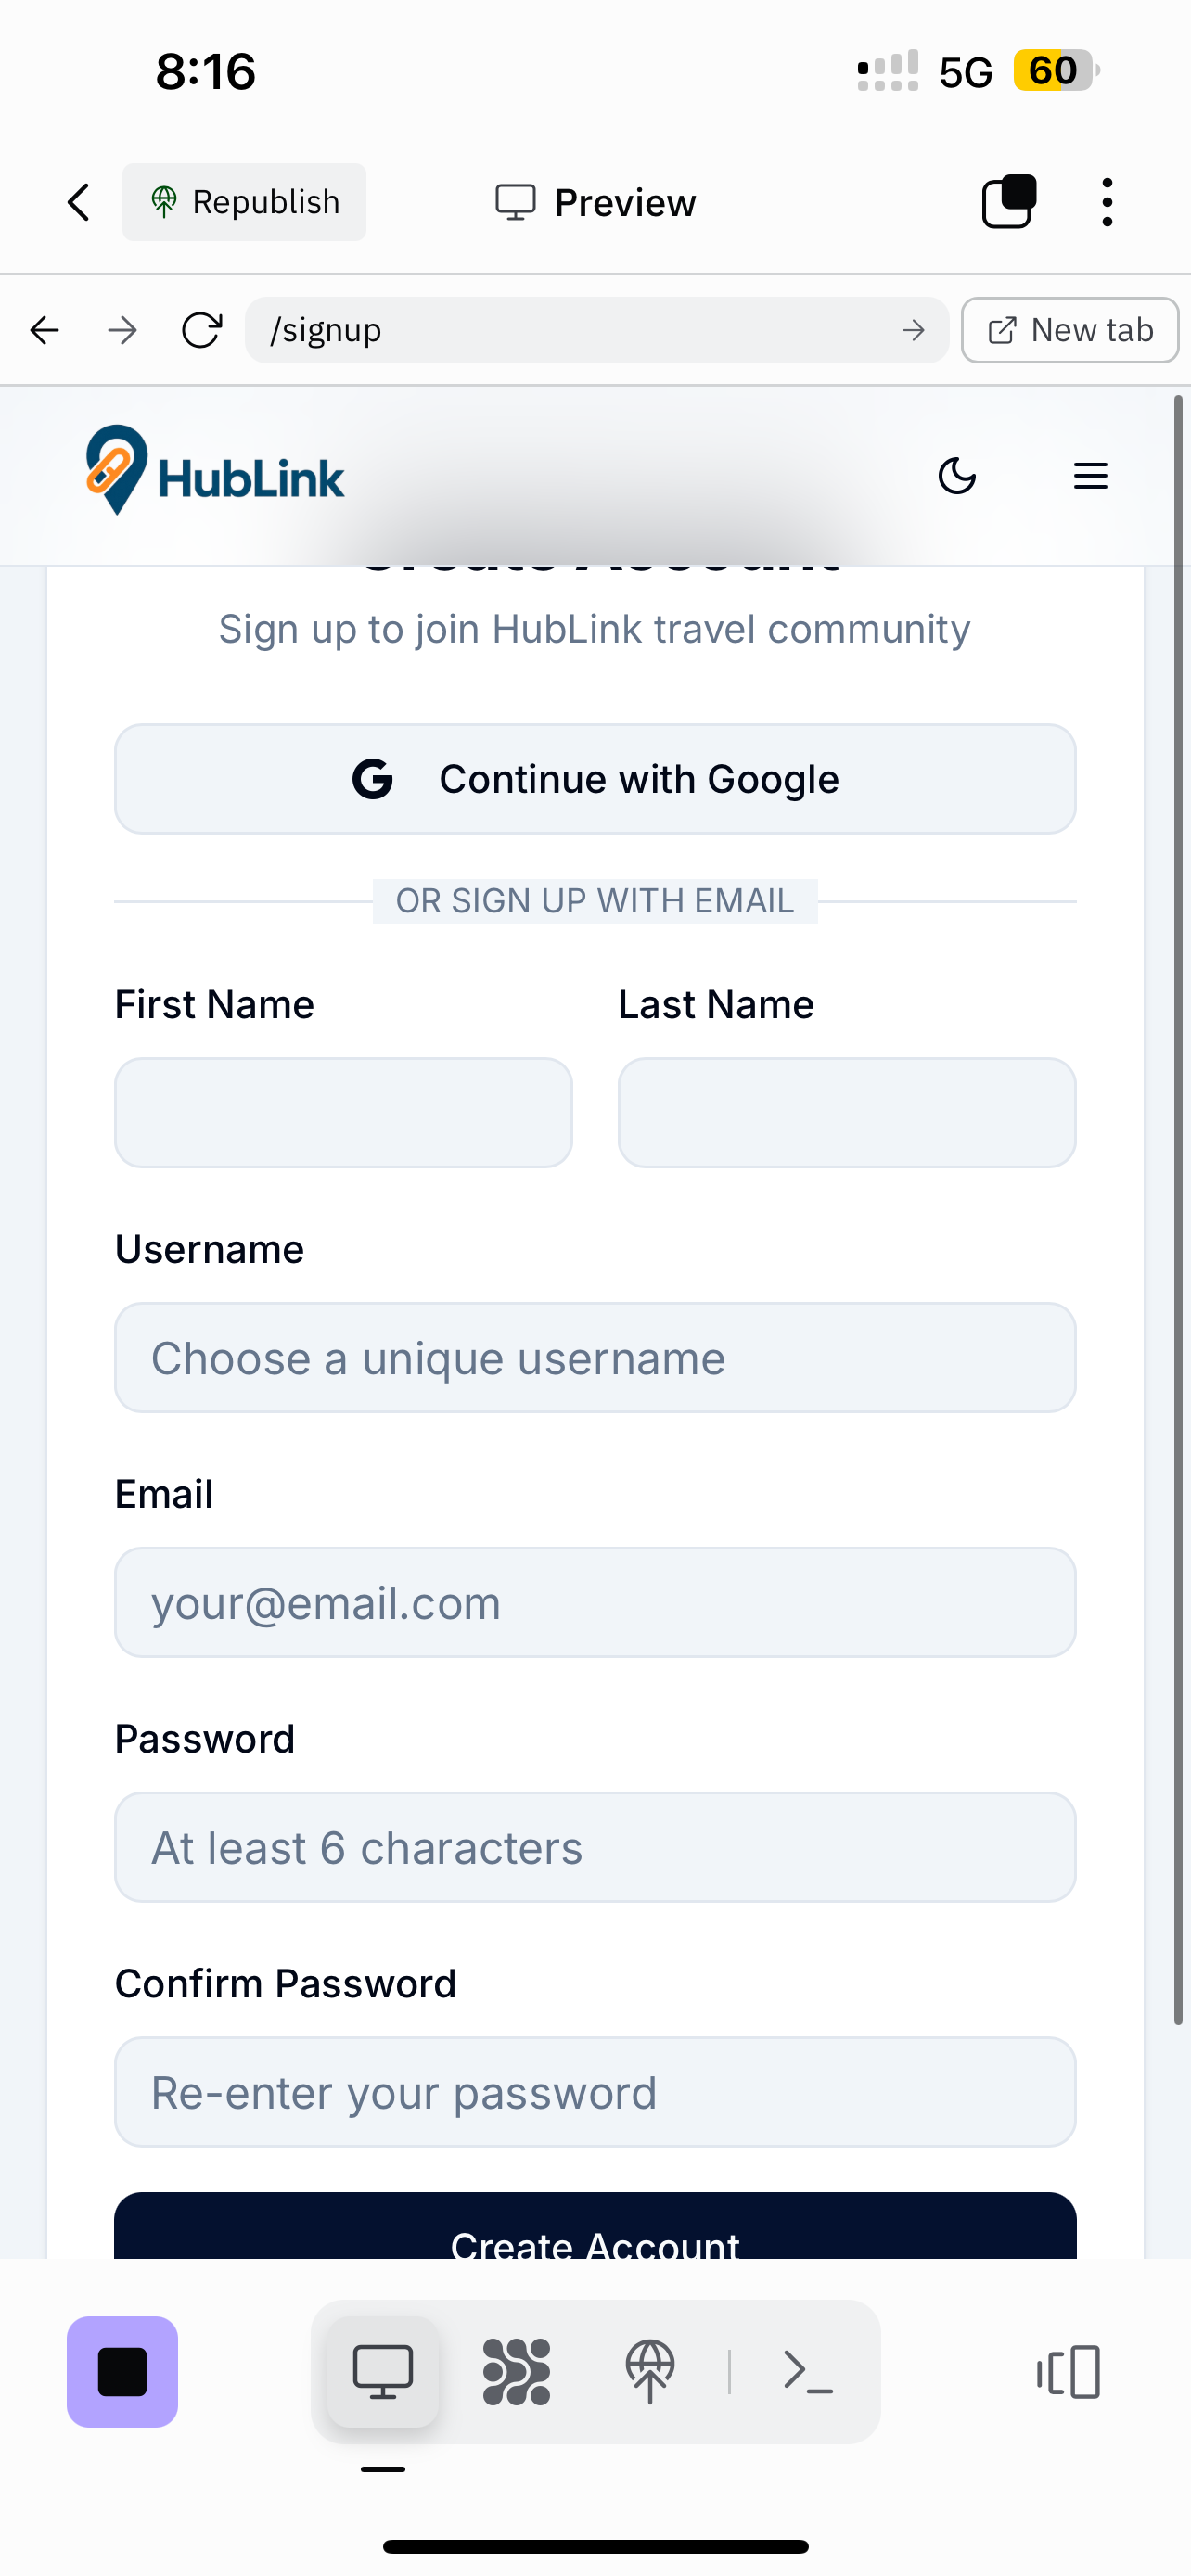 8:16 5G 60
Republish Preview
/signup New tab
HubLink
Create Account
Sign up to join HubLink travel community
Continue with Google
OR SIGN UP WITH EMAIL
First Name Last Name
Username
Choose a unique username
Email
your@email.com
Password
At least 6 characters
Confirm Password
Re-enter your password
Create Account